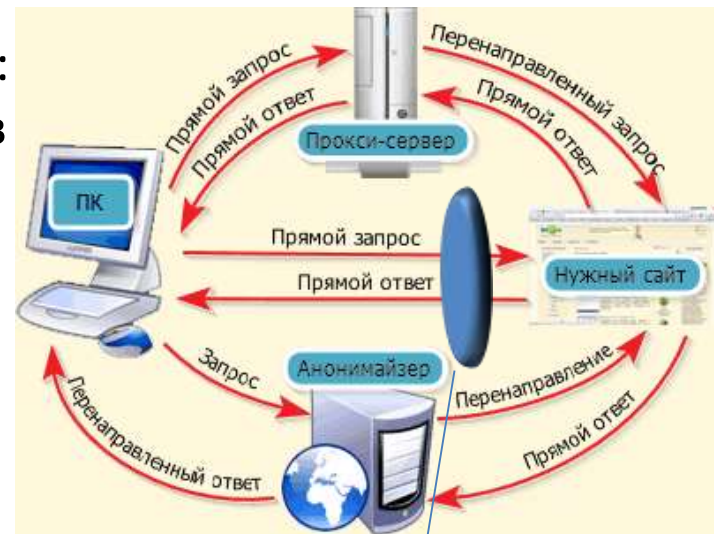 :
в
Прямой запрос
Прямой ответ
Прокси-сервер
Перенаправленный запрос
Прямой ответ
ПК
Прямой запрос
Прямой ответ
Нужный сайт
Запрос
Анонимайзер
Перенаправление
Перенаправленный ответ
Прямой ответ